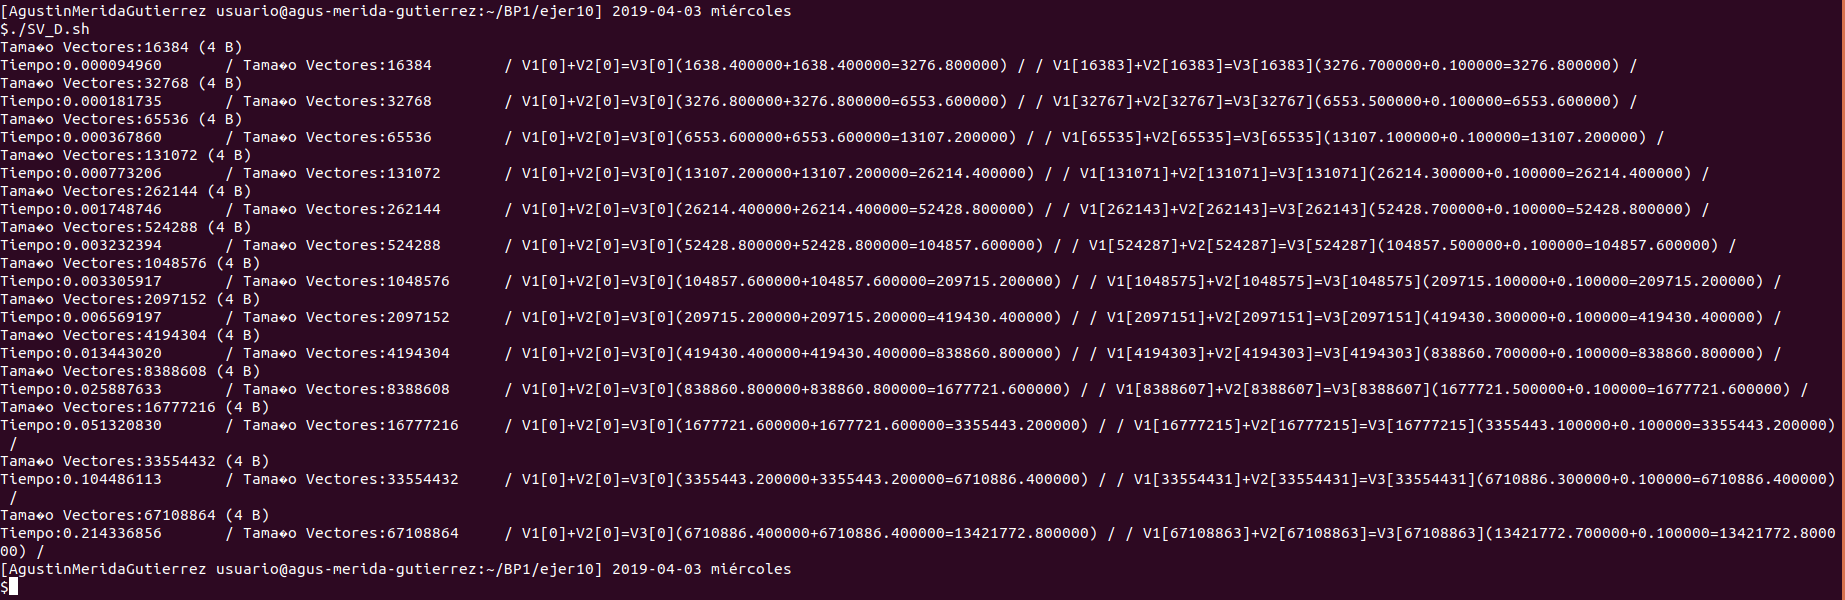 [AgustinMeridaGutierrez usuario@agus-merida-gutierrez:~/BP1/ejer10] 2019-04-03 miércoles
$./SV_D.sh
Tama�o Vectores:16384 (4 B)
Tiempo:0.000094960       / Tama�o Vectores:16384        / V1[0]+V2[0]=V3[0](1638.400000+1638.400000=3276.800000) / / V1[16383]+V2[16383]=V3[16383](3276.700000+0.100000=3276.800000) /
Tama�o Vectores:32768 (4 B)
Tiempo:0.000181735       / Tama�o Vectores:32768        / V1[0]+V2[0]=V3[0](3276.800000+3276.800000=6553.600000) / / V1[32767]+V2[32767]=V3[32767](6553.500000+0.100000=6553.600000) /
Tama�o Vectores:65536 (4 B)
Tiempo:0.000367860       / Tama�o Vectores:65536        / V1[0]+V2[0]=V3[0](6553.600000+6553.600000=13107.200000) / / V1[65535]+V2[65535]=V3[65535](13107.100000+0.100000=13107.200000) /
Tama�o Vectores:131072 (4 B)
Tiempo:0.000773206       / Tama�o Vectores:131072       / V1[0]+V2[0]=V3[0](13107.200000+13107.200000=26214.400000) / / V1[131071]+V2[131071]=V3[131071](26214.300000+0.100000=26214.400000) /
Tama�o Vectores:262144 (4 B)
Tiempo:0.001748746       / Tama�o Vectores:262144       / V1[0]+V2[0]=V3[0](26214.400000+26214.400000=52428.800000) / / V1[262143]+V2[262143]=V3[262143](52428.700000+0.100000=52428.800000) /
Tama�o Vectores:524288 (4 B)
Tiempo:0.003232394       / Tama�o Vectores:524288       / V1[0]+V2[0]=V3[0](52428.800000+52428.800000=104857.600000) / / V1[524287]+V2[524287]=V3[524287](104857.500000+0.100000=104857.600000) /
Tama�o Vectores:1048576 (4 B)
Tiempo:0.003305917       / Tama�o Vectores:1048576      / V1[0]+V2[0]=V3[0](104857.600000+104857.600000=209715.200000) / / V1[1048575]+V2[1048575]=V3[1048575](209715.100000+0.100000=209715.200000) /
Tama�o Vectores:2097152 (4 B)
Tiempo:0.006569197       / Tama�o Vectores:2097152      / V1[0]+V2[0]=V3[0](209715.200000+209715.200000=419430.400000) / / V1[2097151]+V2[2097151]=V3[2097151](419430.300000+0.100000=419430.400000) /
Tama�o Vectores:4194304 (4 B)
Tiempo:0.013443020       / Tama�o Vectores:4194304      / V1[0]+V2[0]=V3[0](419430.400000+419430.400000=838860.800000) / / V1[4194303]+V2[4194303]=V3[4194303](838860.700000+0.100000=838860.800000) /
Tama�o Vectores:8388608 (4 B)
Tiempo:0.025887633       / Tama�o Vectores:8388608      / V1[0]+V2[0]=V3[0](838860.800000+838860.800000=1677721.600000) / / V1[8388607]+V2[8388607]=V3[8388607](1677721.500000+0.100000=1677721.600000) /
Tama�o Vectores:16777216 (4 B)
Tiempo:0.051320830       / Tama�o Vectores:16777216     / V1[0]+V2[0]=V3[0](1677721.600000+1677721.600000=3355443.200000) / / V1[16777215]+V2[16777215]=V3[16777215](3355443.100000+0.100000=3355443.200000)
 /
Tama�o Vectores:33554432 (4 B)
Tiempo:0.104486113       / Tama�o Vectores:33554432     / V1[0]+V2[0]=V3[0](3355443.200000+3355443.200000=6710886.400000) / / V1[33554431]+V2[33554431]=V3[33554431](6710886.300000+0.100000=6710886.400000)
 /
Tama�o Vectores:67108864 (4 B)
Tiempo:0.214336856       / Tama�o Vectores:67108864     / V1[0]+V2[0]=V3[0](6710886.400000+6710886.400000=13421772.800000) / / V1[67108863]+V2[67108863]=V3[67108863](13421772.700000+0.100000=13421772.8000
00) /
[AgustinMeridaGutierrez usuario@agus-merida-gutierrez:~/BP1/ejer10] 2019-04-03 miércoles
$